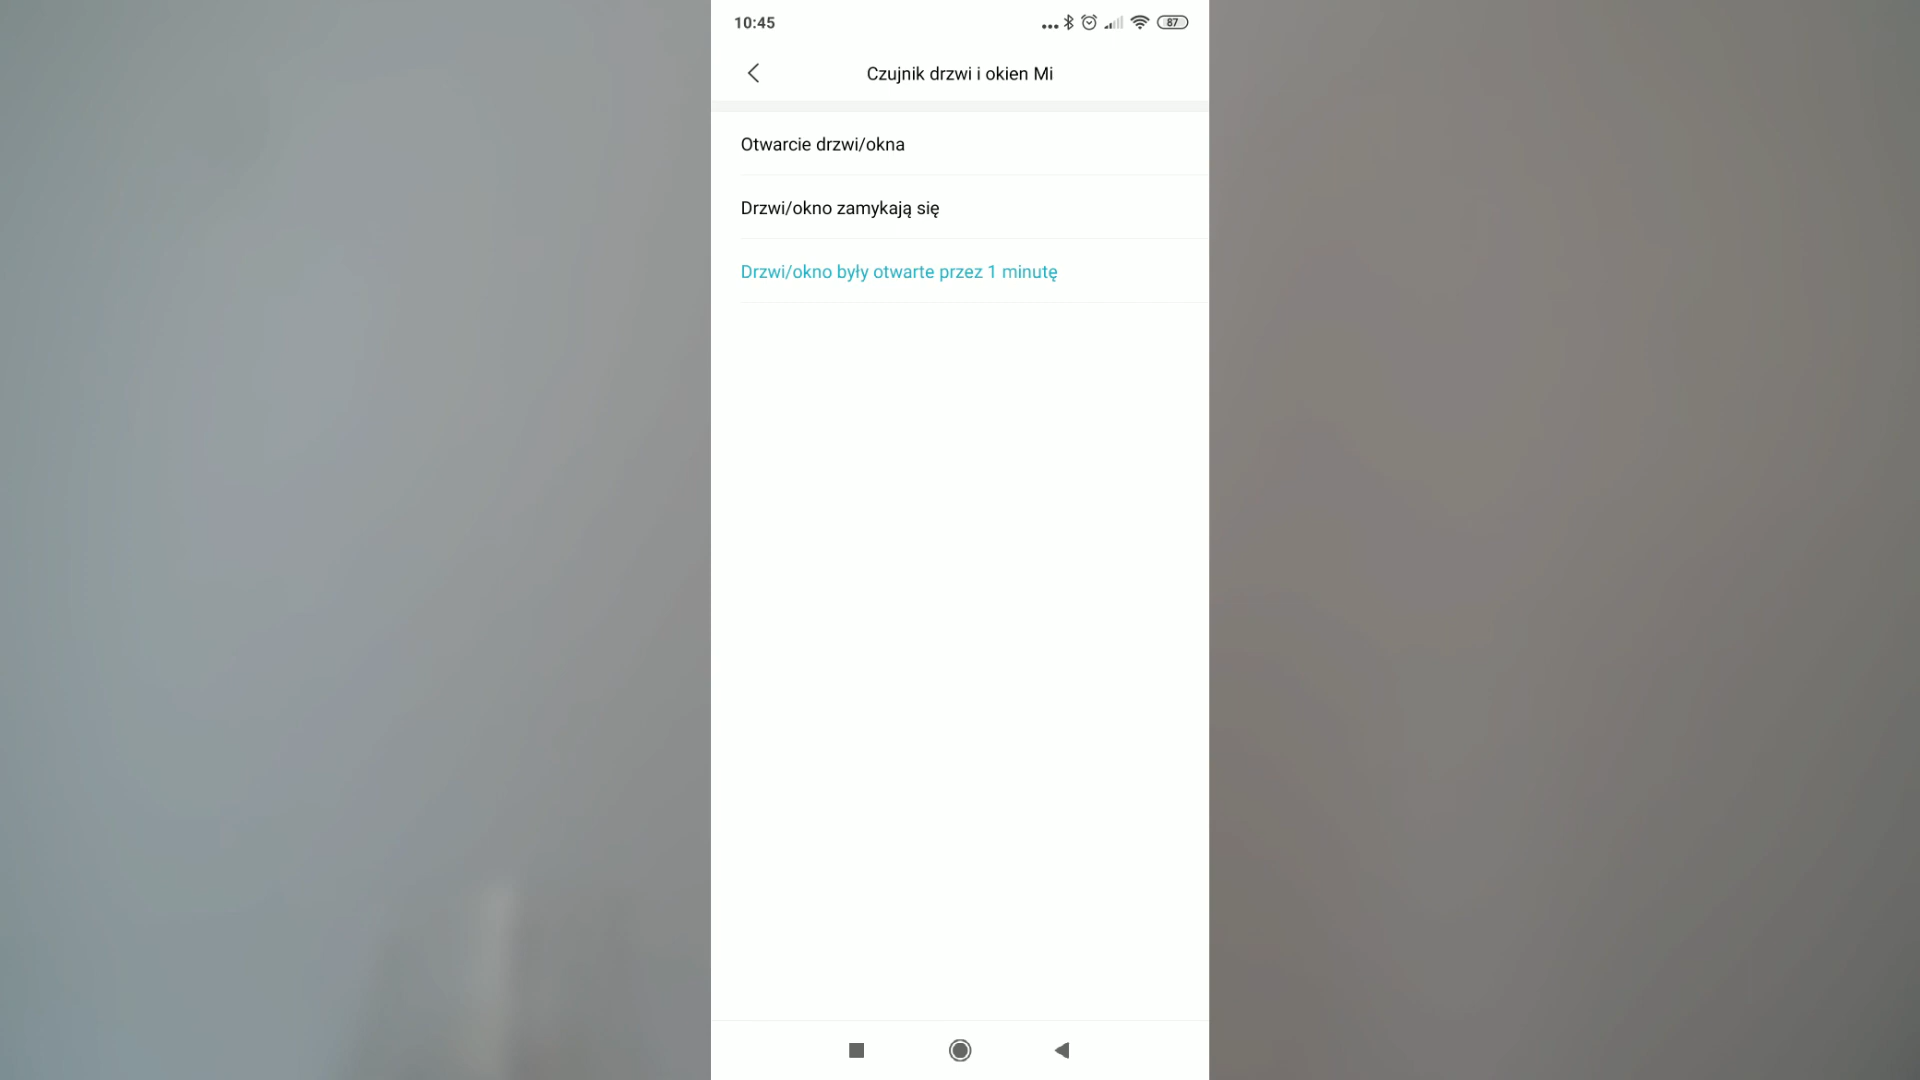 10:45
87
Czujnik drzwi i okien Mi
Otwarcie drzwi/okna
Drzwi/okno zamykają się
Drzwi/okno były otwarte przez 1 minutę